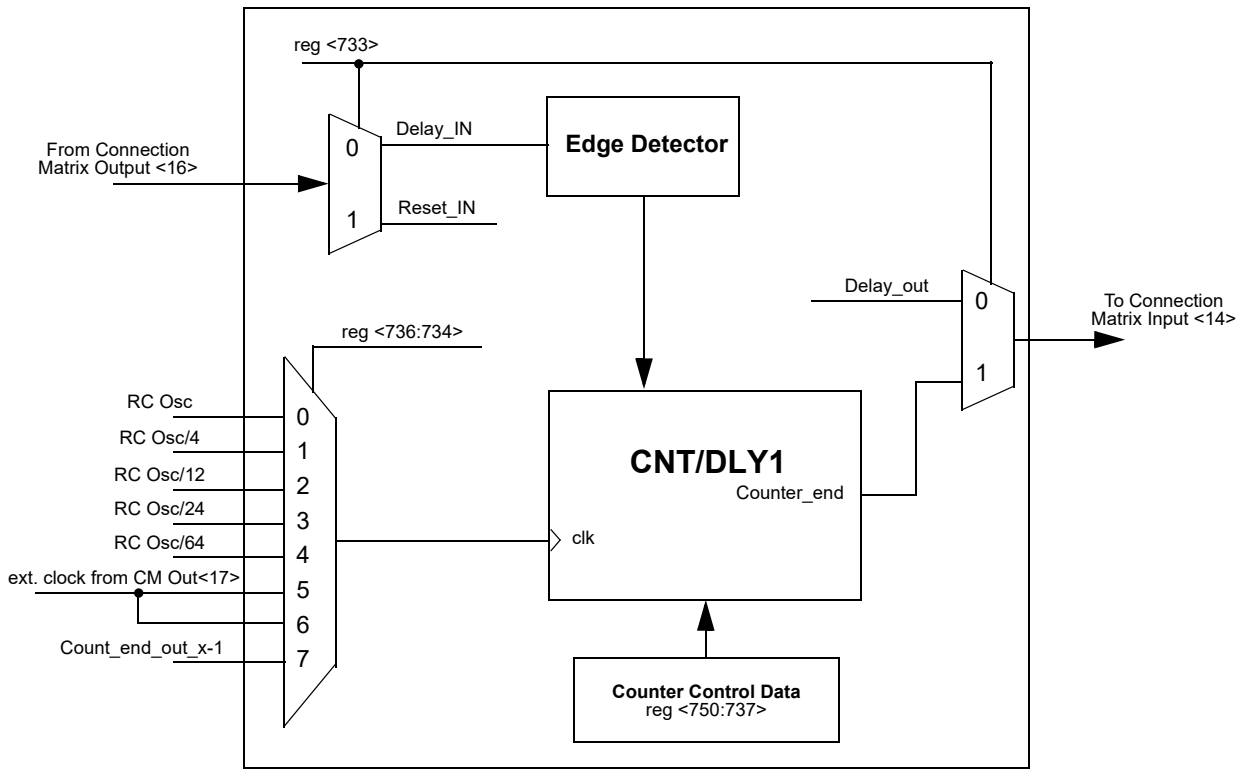 reg <733>
From Connection
Matrix Output <16>
0
Delay_IN
1
Reset_IN
Edge Detector
Delay_out
0
1
To Connection
Matrix Input <14>
reg <736:734>
RC Osc
0
RC Osc/4
1
RC Osc/12
2
RC Osc/24
3
RC Osc/64
4
ext. clock from CM Out<17>
5
6
Count_end_out_x-1
7
CNT/DLY1
Counter_end
clk
Counter Control Data
reg <750:737>